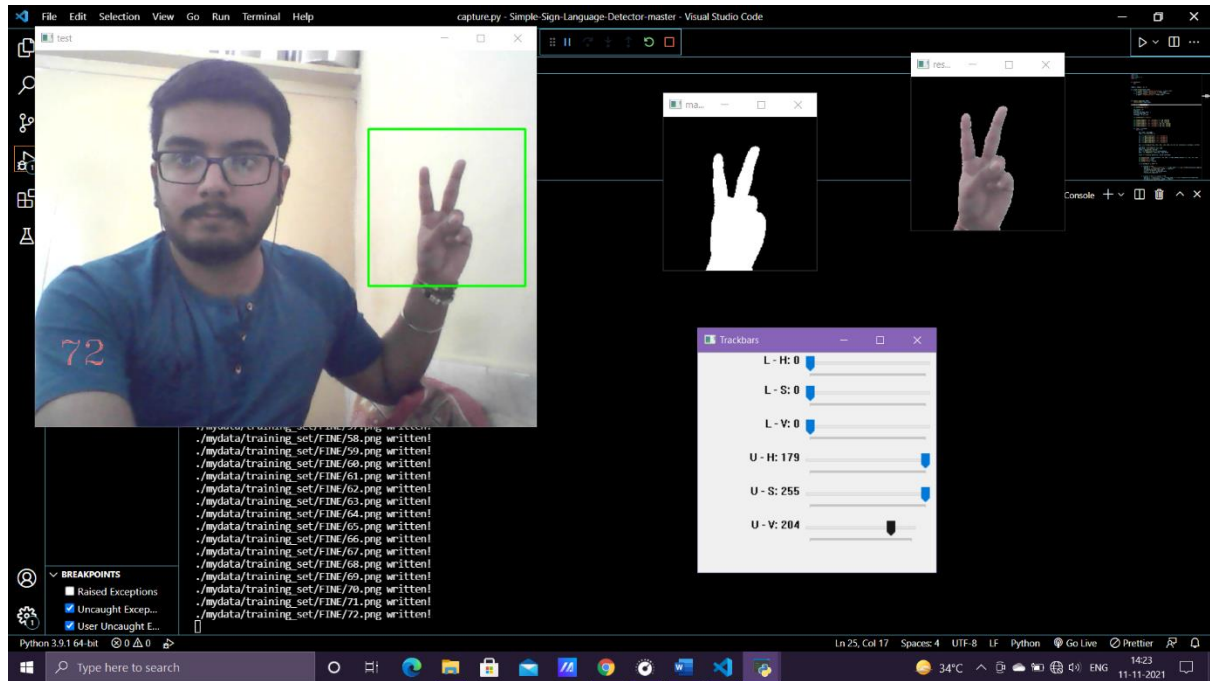 File Edit Selection View Go Run Terminal Help
capture.py - Simple-Sign-Language-Detector-master - Visual Studio Code
test
72
ma...
res...
Console
Trackbars
L - H: 0
L - S: 0
L - V: 0
U - H: 179
U - S: 255
U - V: 204
./mydata/training_set/FINE/57.png written!
./mydata/training_set/FINE/58.png written!
./mydata/training_set/FINE/59.png written!
./mydata/training_set/FINE/60.png written!
./mydata/training_set/FINE/61.png written!
./mydata/training_set/FINE/62.png written!
./mydata/training_set/FINE/63.png written!
./mydata/training_set/FINE/64.png written!
./mydata/training_set/FINE/65.png written!
./mydata/training_set/FINE/66.png written!
./mydata/training_set/FINE/67.png written!
./mydata/training_set/FINE/68.png written!
./mydata/training_set/FINE/69.png written!
./mydata/training_set/FINE/70.png written!
./mydata/training_set/FINE/71.png written!
./mydata/training_set/FINE/72.png written!
BREAKPOINTS
Raised Exceptions
Uncaught Excep...
User Uncaught E...
Python 3.9.1 64-bit 0 0
Ln 25, Col 17 Spaces: 4 UTF-8 LF Python Go Live Prettier
Type here to search
34°C ENG 14:23
11-11-2021